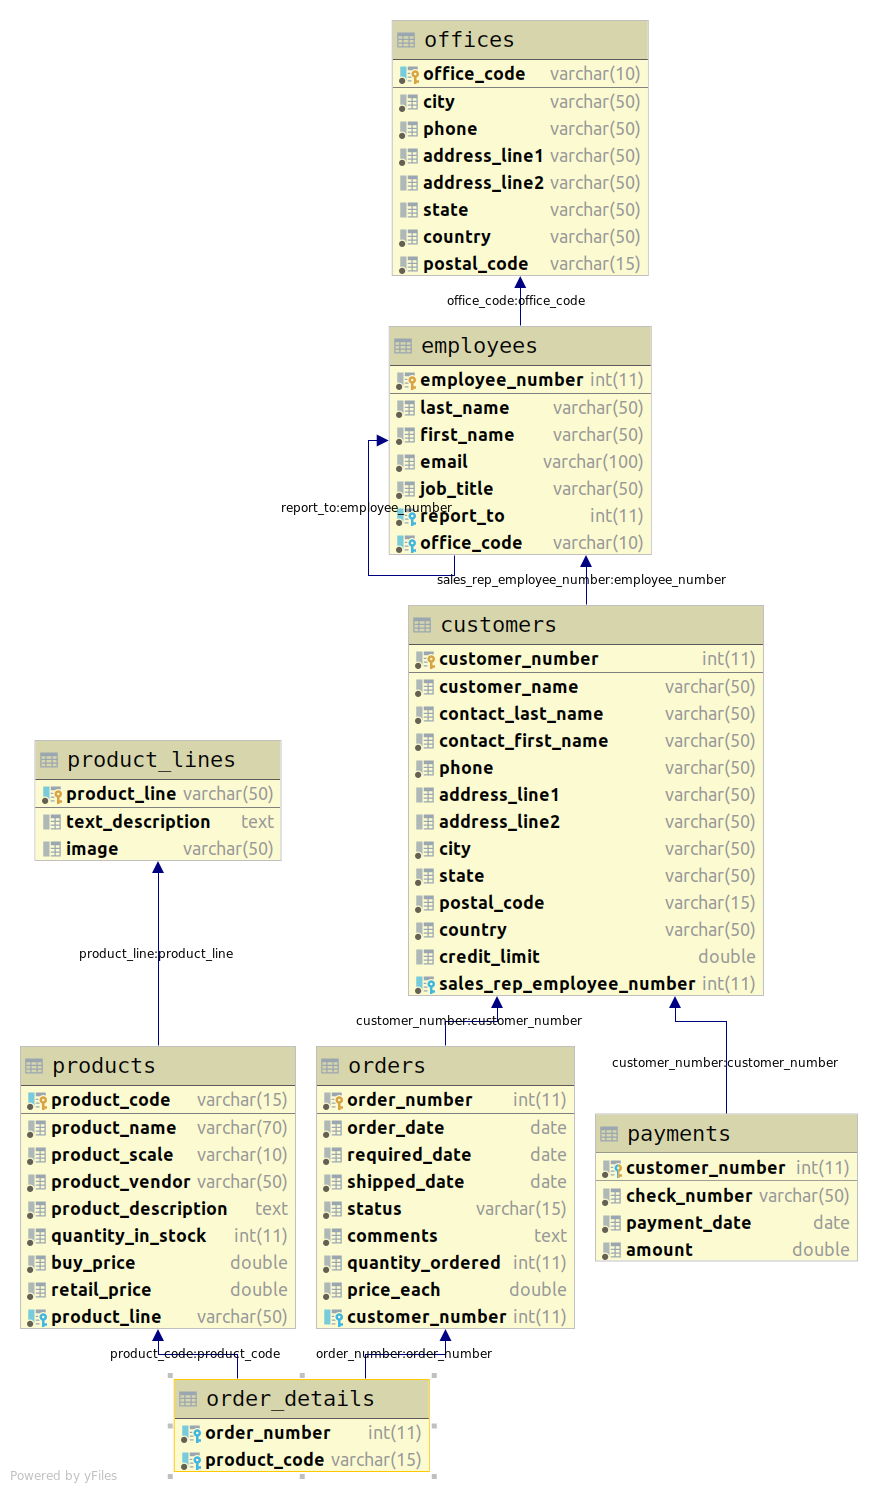 offices
office_code varchar(10)
city varchar(50)
phone varchar(50)
address_line1 varchar(50)
address_line2 varchar(50)
state varchar(50)
country varchar(50)
postal_code varchar(15)
office_code:office_code
employees
employee_number int(11)
last_name varchar(50)
first_name varchar(50)
email varchar(100)
job_title varchar(50)
report_to:employee_number
report_to int(11)
office_code varchar(10)
sales_rep_employee_number:employee_number
customers
customer_number int(11)
customer_name varchar(50)
contact_last_name varchar(50)
contact_first_name varchar(50)
phone varchar(50)
address_line1 varchar(50)
address_line2 varchar(50)
city varchar(50)
state varchar(50)
postal_code varchar(15)
country varchar(50)
credit_limit double
sales_rep_employee_number int(11)
product_lines
product_line varchar(50)
text_description text
image varchar(50)
product_line:product_line
customer_number:customer_number
customer_number:customer_number
products
product_code varchar(15)
product_name varchar(70)
product_scale varchar(10)
product_vendor varchar(50)
product_description text
quantity_in_stock int(11)
buy_price double
retail_price double
product_line varchar(50)
orders
order_number int(11)
order_date date
required_date date
shipped_date date
status varchar(15)
comments text
quantity_ordered int(11)
price_each double
customer_number int(11)
payments
customer_number int(11)
check_number varchar(50)
payment_date date
amount double
product_code:product_code
order_number:order_number
order_details
order_number int(11)
product_code varchar(15)
Powered by yFiles